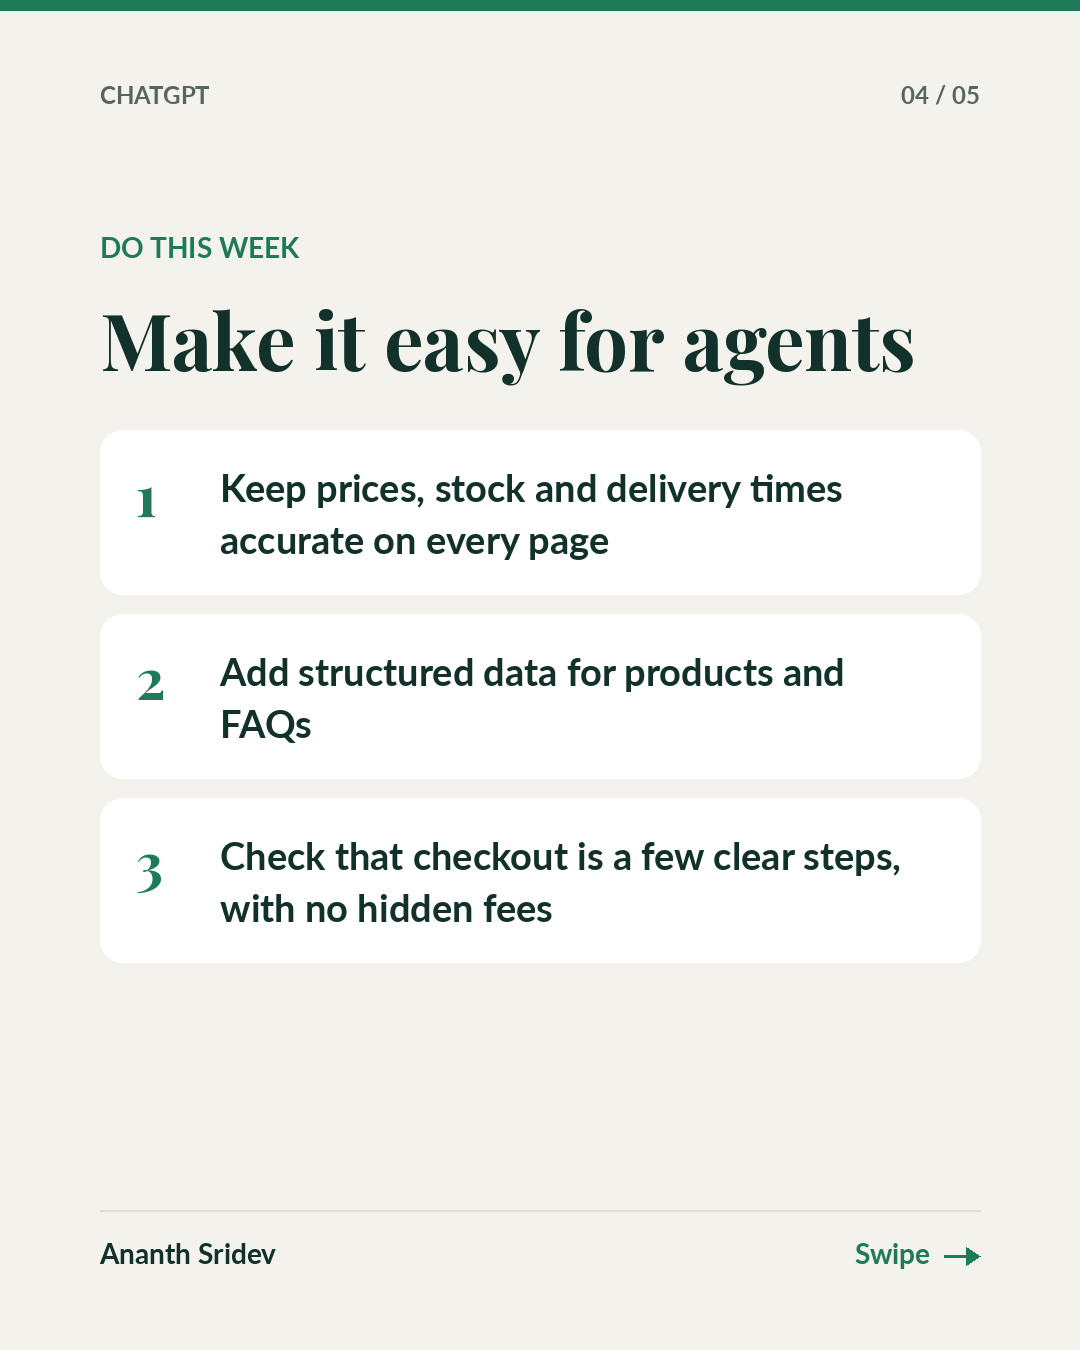 CHATGPT
04 / 05
DO THIS WEEK
Make it easy for agents
1
Keep prices, stock and delivery times
accurate on every page
2
Add structured data for products and
FAQs
3
Check that checkout is a few clear steps,
with no hidden fees
Ananth Sridev
Swipe